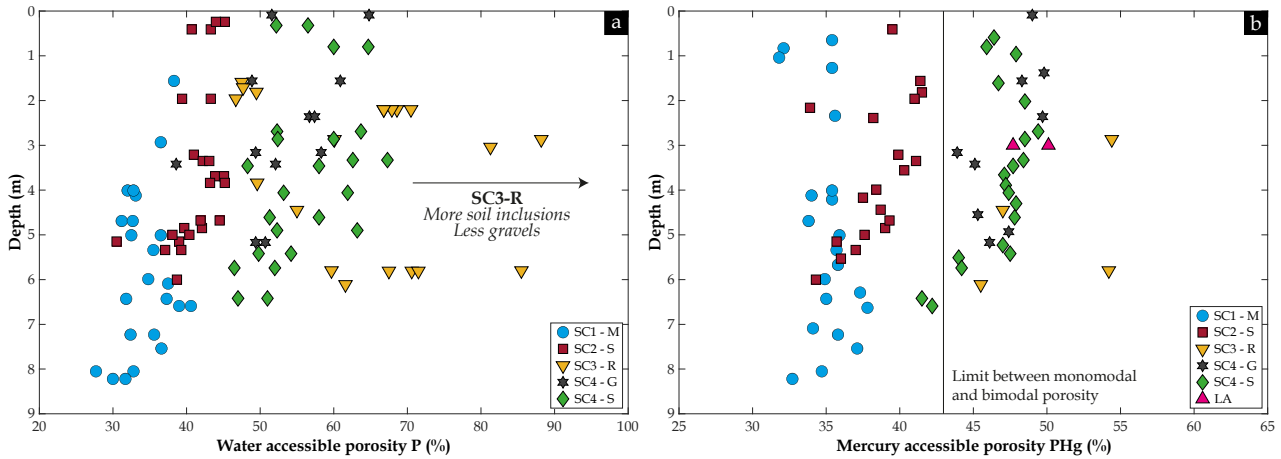 a
0
1
2
3
4
5
6
7
8
9
Depth (m)
20
30
40
50
60
70
80
90
100
Water accessible porosity P (%)
SC3-R
More soil inclusions
Less gravels
SC1 - M
SC2 - S
SC3 - R
SC4 - G
SC4 - S
b
0
1
2
3
4
5
6
7
8
9
Depth (m)
25
30
35
40
45
50
55
60
65
Mercury accessible porosity PHg (%)
Limit between monomodal
and bimodal porosity
SC1 - M
SC2 - S
SC3 - R
SC4 - G
SC4 - S
LA